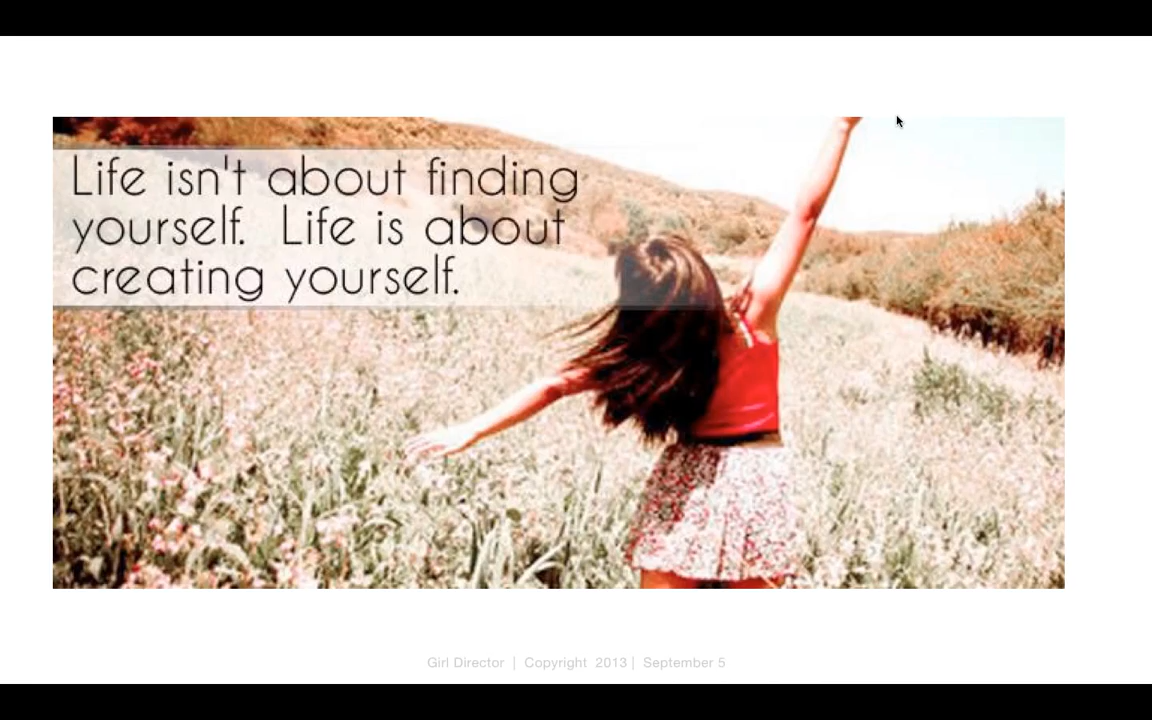 Life isn't about finding
yourself.  Life is about
creating yourself.
Girl Director  |  Copyright  2013 |  September 5